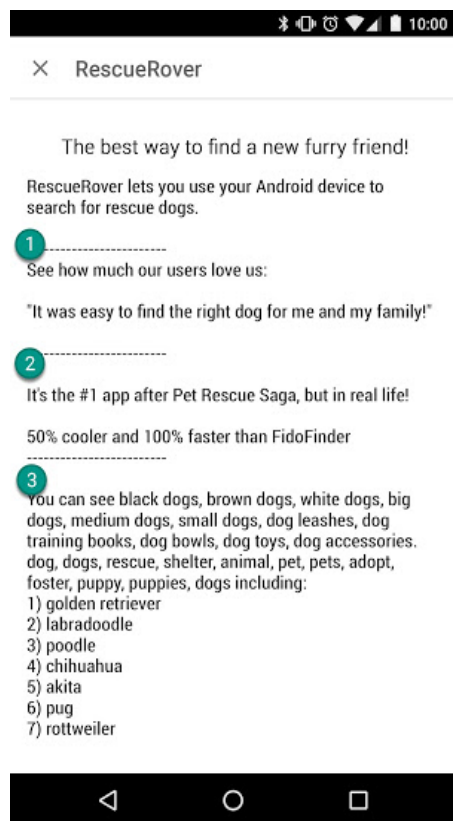 10:00
RescueRover
The best way to find a new furry friend!
RescueRover lets you use your Android device to
search for rescue dogs.
1
-----------------------
See how much our users love us:
"It was easy to find the right dog for me and my family!"
-----------------------
2
It's the #1 app after Pet Rescue Saga, but in real life!
50% cooler and 100% faster than FidoFinder
--------------------------
3
You can see black dogs, brown dogs, white dogs, big
dogs, medium dogs, small dogs, dog leashes, dog
training books, dog bowls, dog toys, dog accessories.
dog, dogs, rescue, shelter, animal, pet, pets, adopt,
foster, puppy, puppies, dogs including:
1) golden retriever
2) labradoodle
3) poodle
4) chihuahua
5) akita
6) pug
7) rottweiler